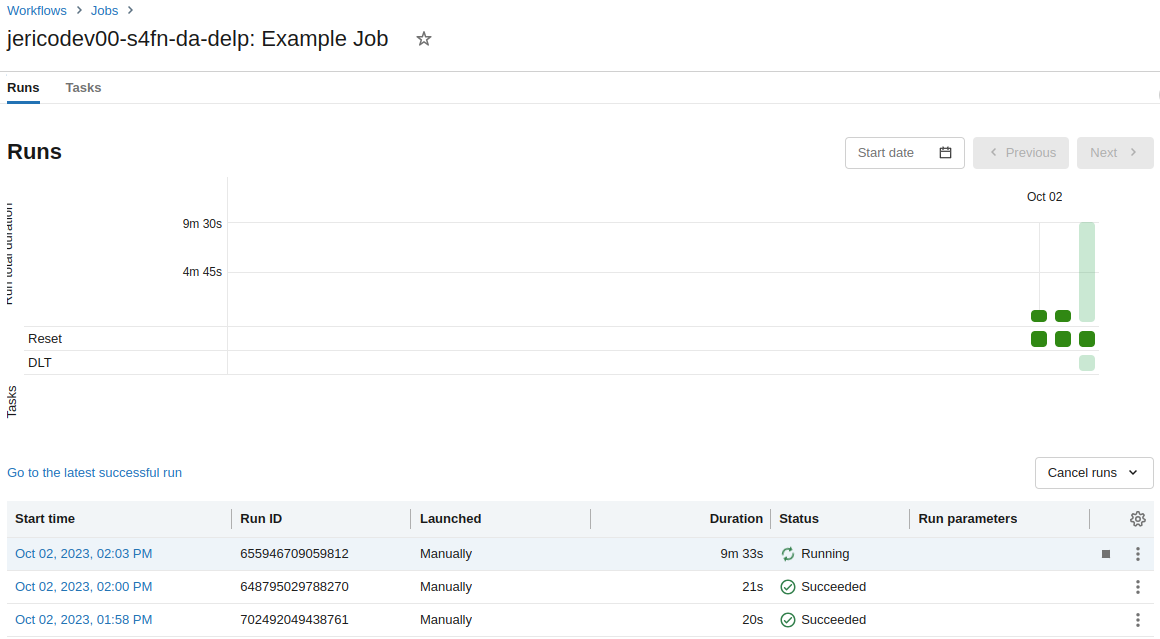 Workflows > Jobs >
jericodev00-s4fn-da-delp: Example Job
Runs Tasks
Runs
Start date Previous Next
Oct 02
Run total duration
9m 30s
4m 45s
Reset
DLT
Tasks
Go to the latest successful run Cancel runs
Start time Run ID Launched Duration Status Run parameters
Oct 02, 2023, 02:03 PM 655946709059812 Manually 9m 33s Running
Oct 02, 2023, 02:00 PM 648795029788270 Manually 21s Succeeded
Oct 02, 2023, 01:58 PM 702492049438761 Manually 20s Succeeded